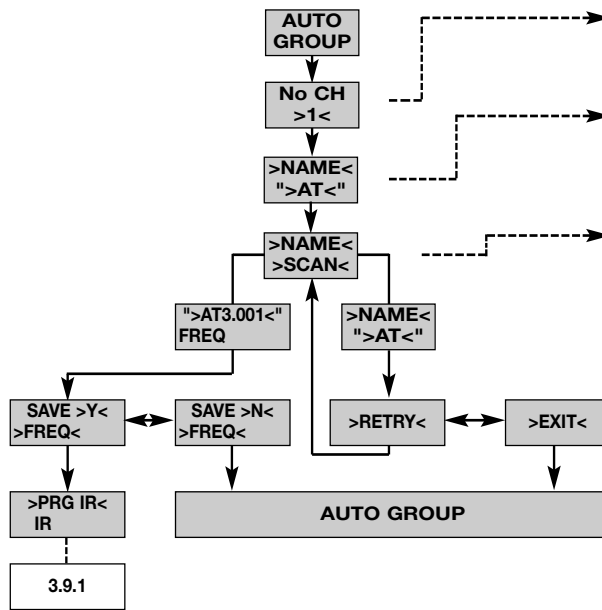 AUTO
GROUP
No CH
>1<
>NAME<
">AT<"
>NAME<
>SCAN<
">AT3.001<"
FREQ
>NAME<
">AT<"
SAVE >Y<
>FREQ<
SAVE >N<
>FREQ<
>RETRY<
>EXIT<
>PRG IR<
IR
AUTO GROUP
3.9.1